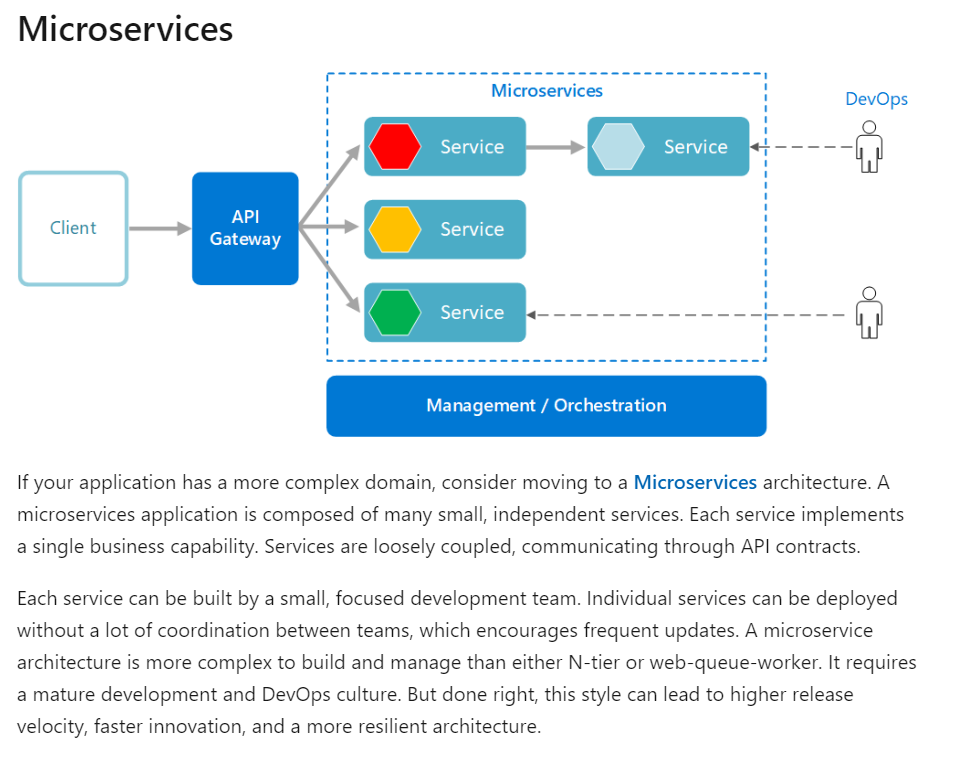 Microservices
Microservices
DevOps
Service
Service
Client
API
Gateway
Service
Service
Management / Orchestration
If your application has a more complex domain, consider moving to a Microservices architecture. A
microservices application is composed of many small, independent services. Each service implements
a single business capability. Services are loosely coupled, communicating through API contracts.
Each service can be built by a small, focused development team. Individual services can be deployed
without a lot of coordination between teams, which encourages frequent updates. A microservice
architecture is more complex to build and manage than either N-tier or web-queue-worker. It requires
a mature development and DevOps culture. But done right, this style can lead to higher release
velocity, faster innovation, and a more resilient architecture.